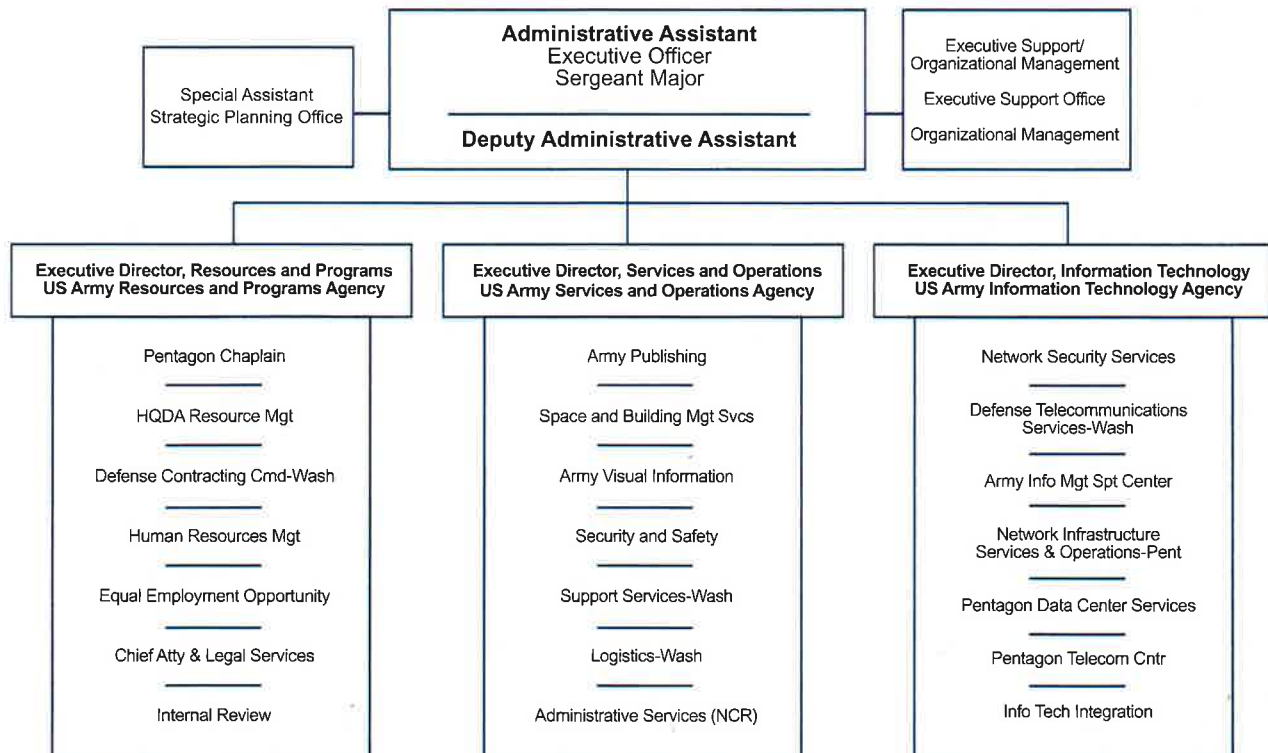 Administrative Assistant
Executive Officer
Sergeant Major
Deputy Administrative Assistant
Special Assistant
Strategic Planning Office
Executive Support/
Organizational Management
Executive Support Office
Organizational Management
Executive Director, Resources and Programs
US Army Resources and Programs Agency
Pentagon Chaplain
HQDA Resource Mgt
Defense Contracting Cmd-Wash
Human Resources Mgt
Equal Employment Opportunity
Chief Atty & Legal Services
Internal Review
Executive Director, Services and Operations
US Army Services and Operations Agency
Army Publishing
Space and Building Mgt Svcs
Army Visual Information
Security and Safety
Support Services-Wash
Logistics-Wash
Administrative Services (NCR)
Executive Director, Information Technology
US Army Information Technology Agency
Network Security Services
Defense Telecommunications
Services-Wash
Army Info Mgt Spt Center
Network Infrastructure
Services & Operations-Pent
Pentagon Data Center Services
Pentagon Telecom Cntr
Info Tech Integration